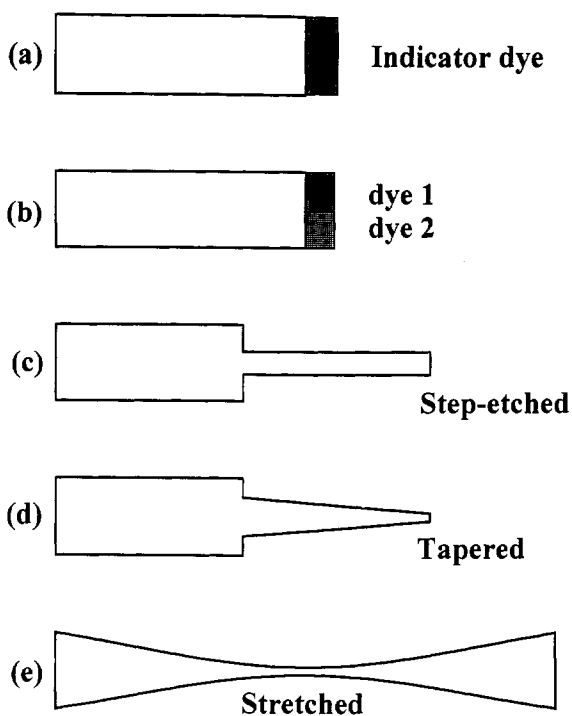 (a) Indicator dye
(b) dye 1
dye 2
(c) Step-etched
(d) Tapered
(e) Stretched